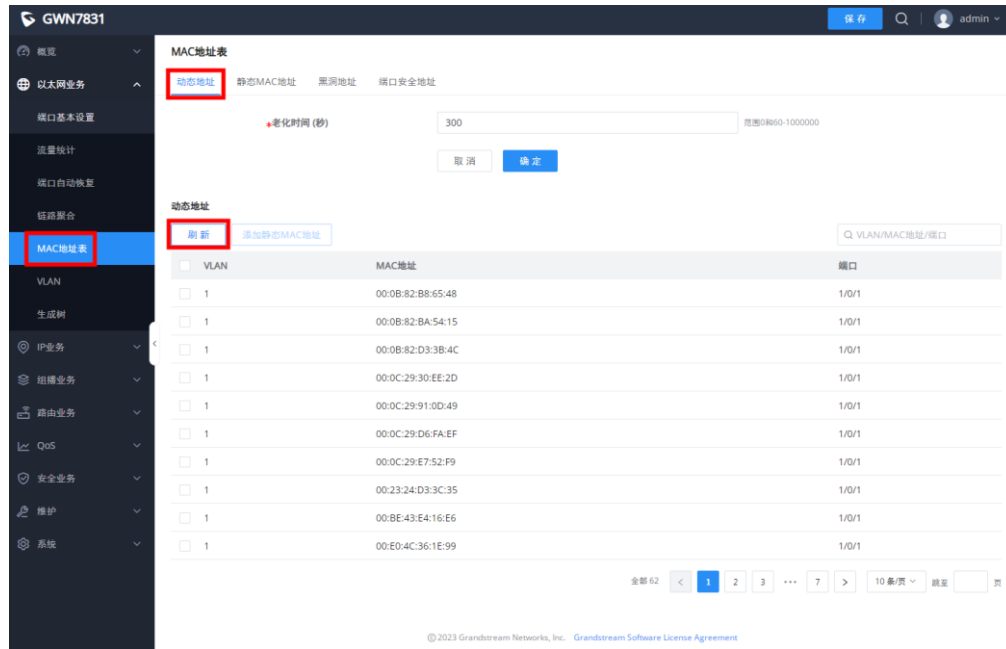 GWN7831
保存
admin
概览
以太网业务
端口基本设置
流量统计
端口自动恢复
链路聚合
MAC地址表
VLAN
生成树
IP业务
组播业务
路由业务
QoS
安全业务
维护
系统
MAC地址表
动态地址 静态MAC地址 黑洞地址 端口安全地址
*老化时间 (秒) 300 范围0和60-1000000
取消 确定
动态地址
刷新 添加静态MAC地址 VLAN/MAC地址/端口
VLAN MAC地址 端口
1 00:0B:82:B8:65:48 1/0/1
1 00:0B:82:BA:54:15 1/0/1
1 00:0B:82:D3:3B:4C 1/0/1
1 00:0C:29:30:EE:2D 1/0/1
1 00:0C:29:91:0D:49 1/0/1
1 00:0C:29:D6:FA:EF 1/0/1
1 00:0C:29:E7:52:F9 1/0/1
1 00:23:24:D3:3C:35 1/0/1
1 00:BE:43:E4:16:E6 1/0/1
1 00:E0:4C:36:1E:99 1/0/1
全部 62 < 1 2 3 ••• 7 > 10 条/页 跳至 页
© 2023 Grandstream Networks, Inc. Grandstream Software License Agreement